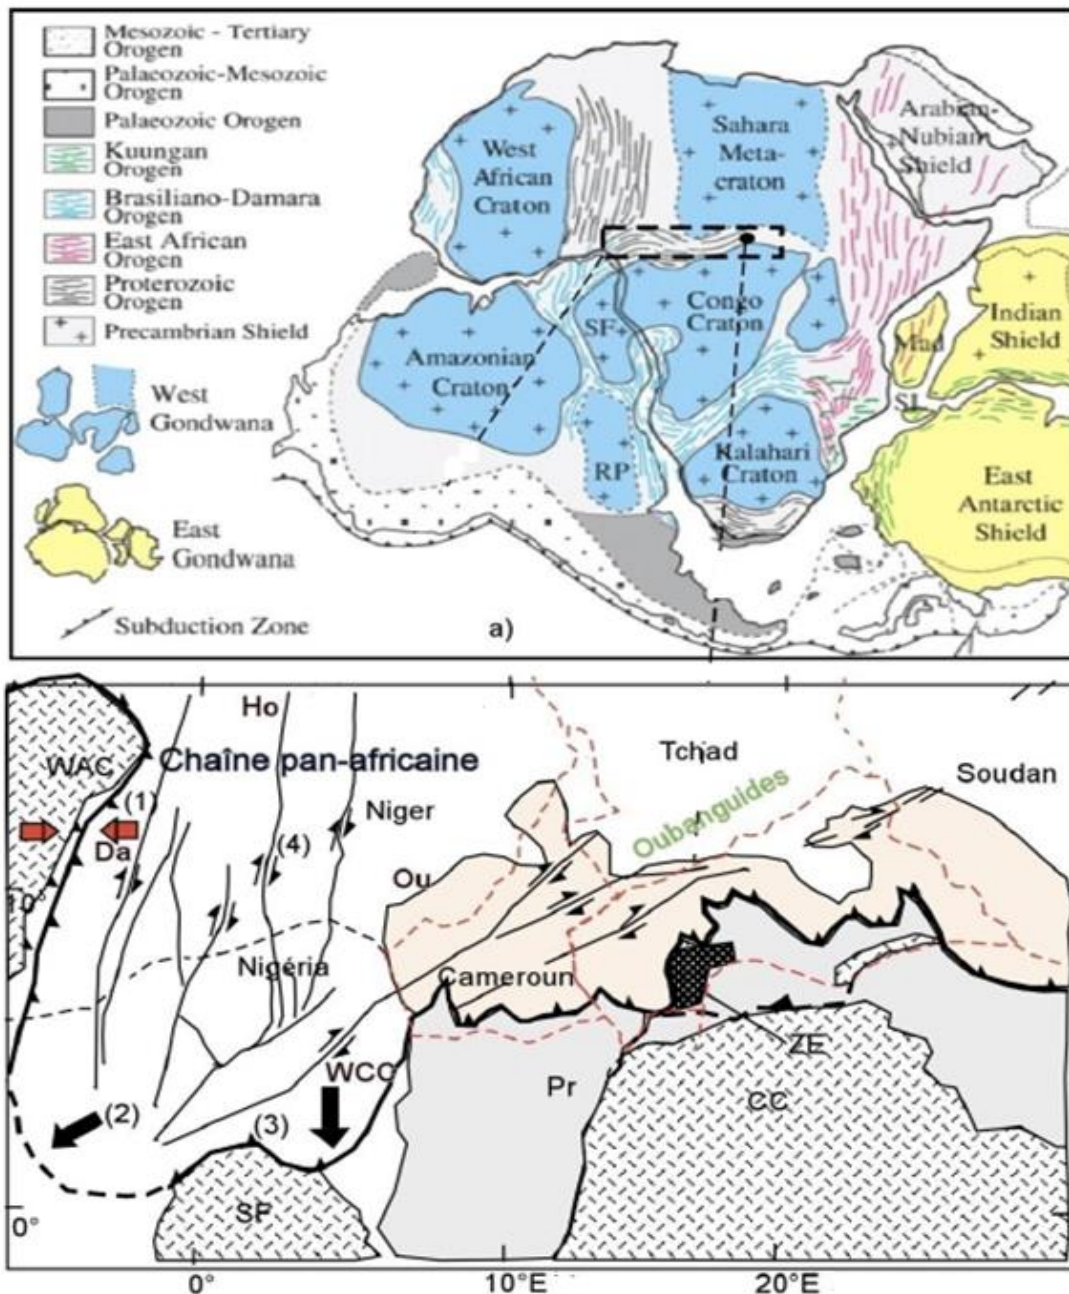 Mesozoic - Tertiary
Orogen
Palaeozoic-Mesozoic
Orogen
Palaeozoic Orogen
Kuungan
Orogen
Brasiliano-Damara
Orogen
East African
Orogen
Proterozoic
Orogen
Precambrian Shield
West
Gondwana
East
Gondwana
Subduction Zone
West
African
Craton
Sahara
Meta-
craton
Arabian-
Nubian
Shield
Amazonian
Craton
SF
Congo
Craton
Mad
Indian
Shield
SL
RP
Kalahari
Craton
East
Antarctic
Shield
a)
Ho
Tchad
WAC
Chaîne pan-africaine
Soudan
(1)
Niger
Oubanguides
Da
(4)
Ou
10°
Nigéria
Cameroun
ZE
WCC
Pr
CC
(2)
(3)
SF
0°
0°
10°E
20°E